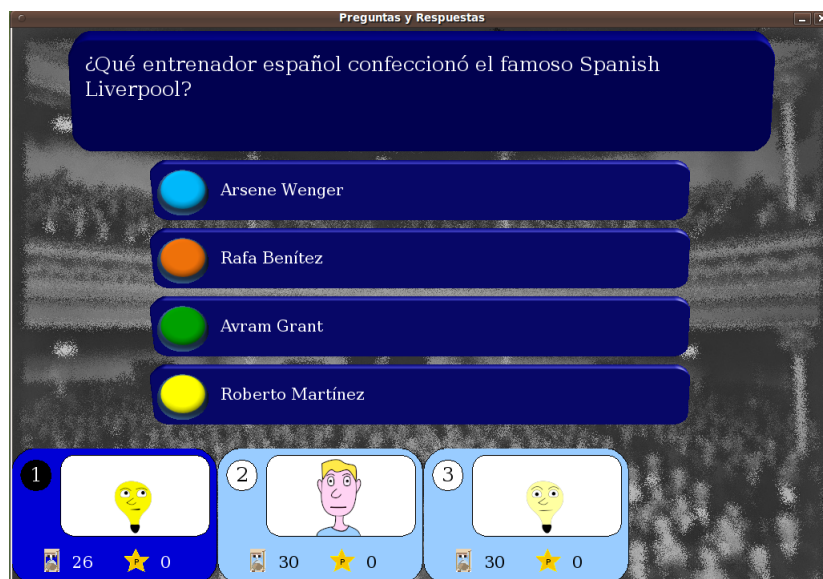 Preguntas y Respuestas
¿Qué entrenador español confeccionó el famoso Spanish
Liverpool?
Arsene Wenger
Rafa Benítez
Avram Grant
Roberto Martínez
1
2
3
26 P 0
30 P 0
30 P 0